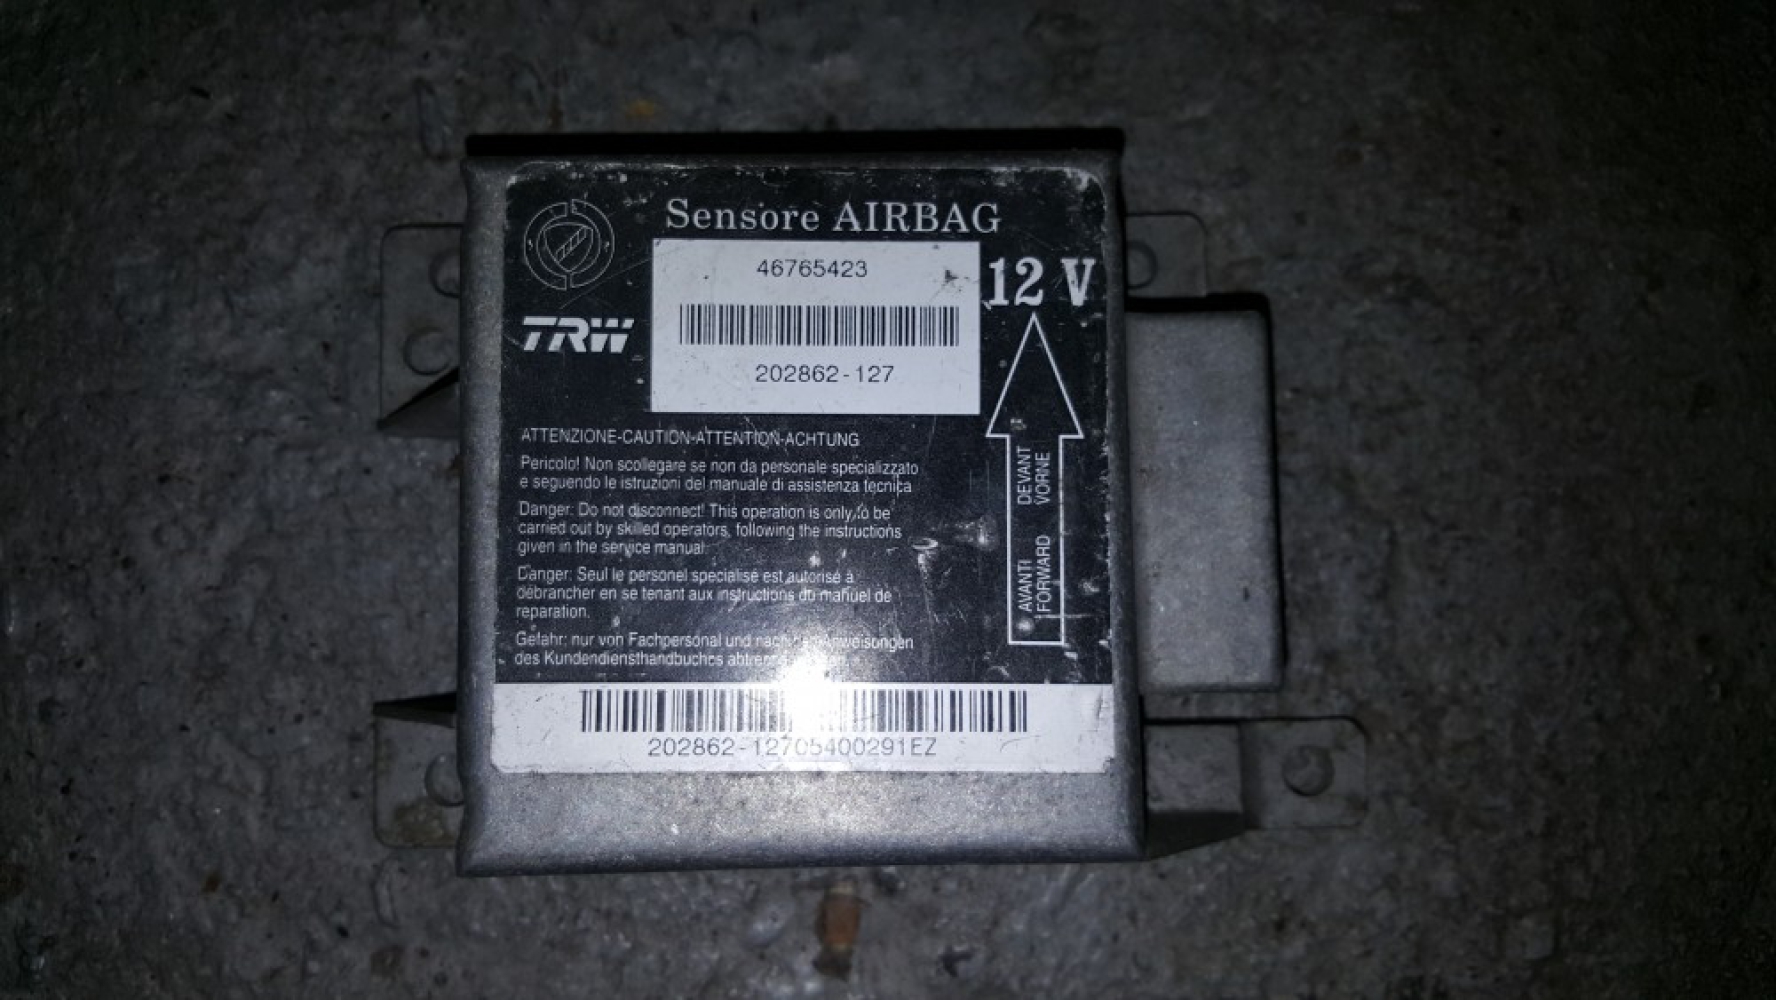 Sensore AIRBAG
46765423
12 V
TRW
202862-127
ATTENZIONE-CAUTION-ATTENTION-ACHTUNG
Pericolo! Non scollegare se non da personale specializzato
e seguendo le istruzioni del manuale di assistenza tecnica
Danger: Do not disconnect! This operation is only to be
carried out by skilled operators, following the instructions
given in the service manual.
Danger: Seul le personel specialisé est autorisé à
débrancher en se tenant aux instructions du manuel de
reparation.
Gefahr: nur von Fachpersonal und nach den Anweisungen
des Kundendiensthandbuches
AVANTI DEVANT
FORWARD VORNE
202862-12705400291EZ